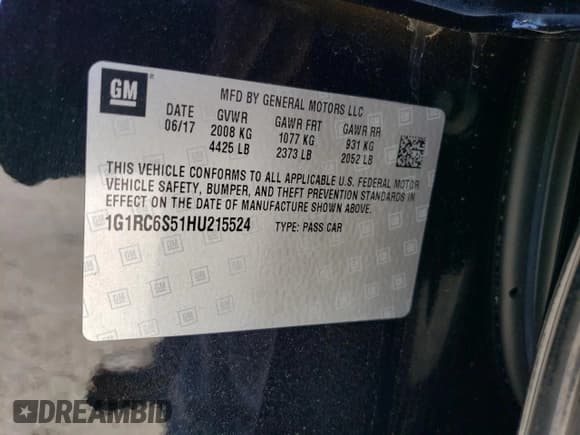 GM
MFD BY GENERAL MOTORS LLC
DATE GVWR GAWR FRT GAWR RR
06/17 2008 KG 1077 KG 931 KG
4425 LB 2373 LB 2052 LB
THIS VEHICLE CONFORMS TO ALL APPLICABLE U.S. FEDERAL MOTOR
VEHICLE SAFETY, BUMPER, AND THEFT PREVENTION STANDARDS IN
EFFECT ON THE DATE OF MANUFACTURE SHOWN ABOVE.
1G1RC6S51HU215524 TYPE: PASS CAR
DREAMBID